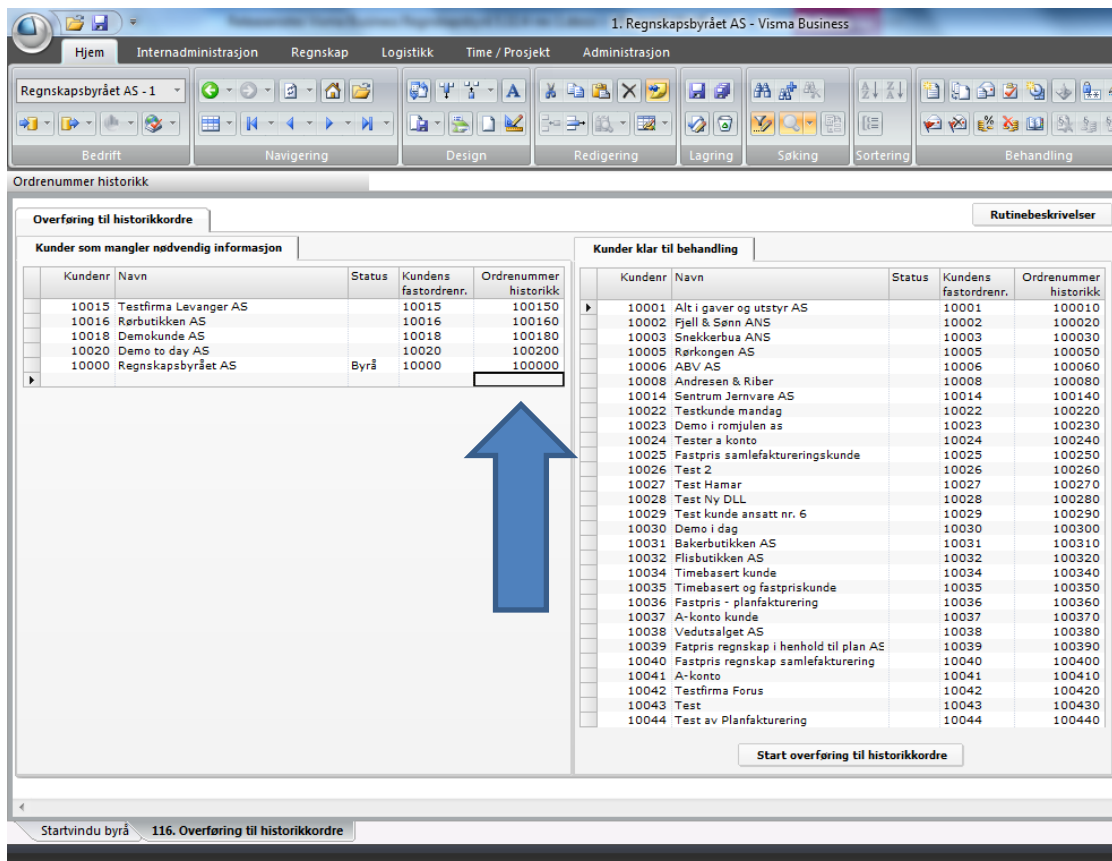 1. Regnskapsbyrået AS - Visma Business
Hjem Internadministrasjon Regnskap Logistikk Time / Prosjekt Administrasjon
Regnskapsbyrået AS - 1
Bedrift Navigering Design Redigering Lagring Søking Sortering Behandling
Ordrenummer historikk
Overføring til historikkordre
Rutinebeskrivelser
Kunder som mangler nødvendig informasjon
Kundenr Navn Status Kundens fastordrenr. Ordrenummer historikk
10015 Testfirma Levanger AS 10015 100150
10016 Rørbutikken AS 10016 100160
10018 Demokunde AS 10018 100180
10020 Demo to day AS 10020 100200
10000 Regnskapsbyrået AS Byrå 10000 100000
Kunder klar til behandling
Kundenr Navn Status Kundens fastordrenr. Ordrenummer historikk
10001 Alt i gaver og utstyr AS 10001 100010
10002 Fjell & Sønn ANS 10002 100020
10003 Snekkerbua ANS 10003 100030
10005 Rørkongen AS 10005 100050
10006 ABV AS 10006 100060
10008 Andresen & Riber 10008 100080
10014 Sentrum Jernvare AS 10014 100140
10022 Testkunde mandag 10022 100220
10023 Demo i romjulen as 10023 100230
10024 Tester a konto 10024 100240
10025 Fastpris samlefaktureringskunde 10025 100250
10026 Test 2 10026 100260
10027 Test Hamar 10027 100270
10028 Test Ny DLL 10028 100280
10029 Test kunde ansatt nr. 6 10029 100290
10030 Demo i dag 10030 100300
10031 Bakerbutikken AS 10031 100310
10032 Flisbutikken AS 10032 100320
10034 Timebasert kunde 10034 100340
10035 Timebasert og fastpriskunde 10035 100350
10036 Fastpris - planfakturering 10036 100360
10037 A-konto kunde 10037 100370
10038 Vedutsalget AS 10038 100380
10039 Fatpris regnskap i henhold til plan AS 10039 100390
10040 Fastpris regnskap samlefakturering 10040 100400
10041 A-konto 10041 100410
10042 Testfirma Forus 10042 100420
10043 Test 10043 100430
10044 Test av Planfakturering 10044 100440
Start overføring til historikkordre
Startvindu byrå 116. Overføring til historikkordre